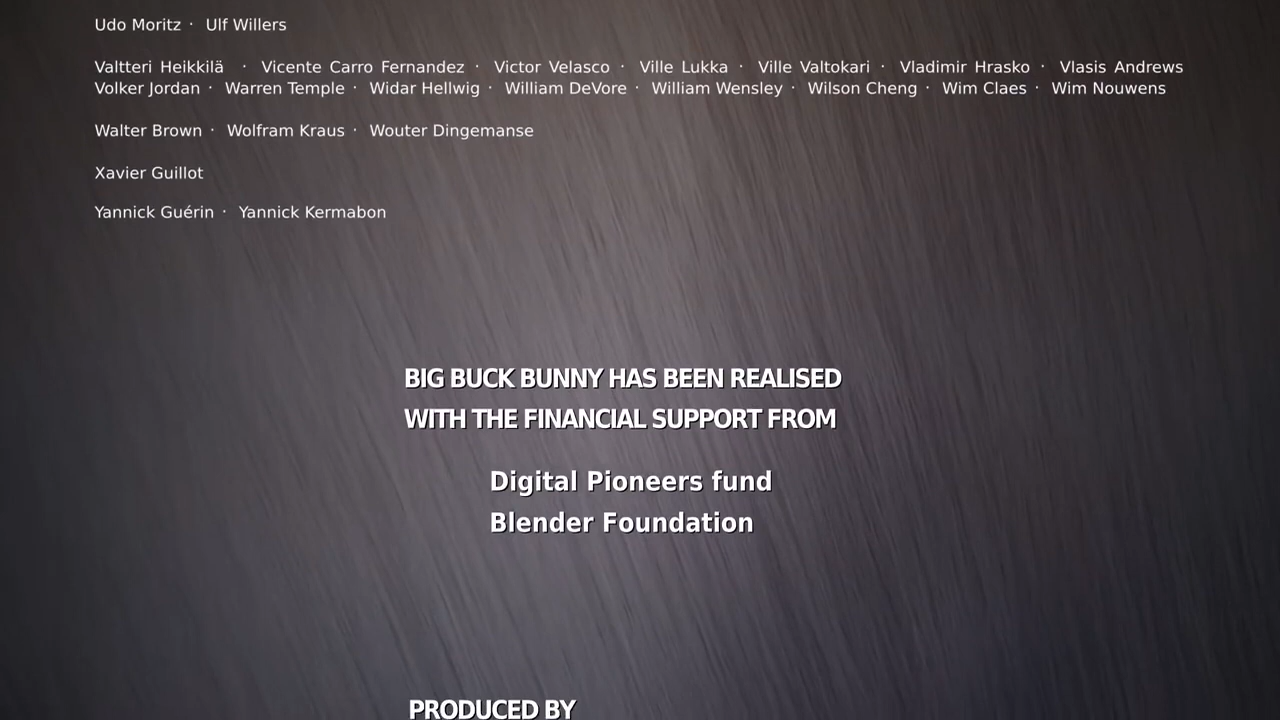 Udo Moritz · Ulf Willers
Valtteri Heikkilä · Vicente Carro Fernandez · Victor Velasco · Ville Lukka · Ville Valtokari · Vladimir Hrasko · Vlasis Andrews
Volker Jordan · Warren Temple · Widar Hellwig · William DeVore · William Wensley · Wilson Cheng · Wim Claes · Wim Nouwens
Walter Brown · Wolfram Kraus · Wouter Dingemanse
Xavier Guillot
Yannick Guérin · Yannick Kermabon
BIG BUCK BUNNY HAS BEEN REALISED
WITH THE FINANCIAL SUPPORT FROM
Digital Pioneers fund
Blender Foundation
PRODUCED BY